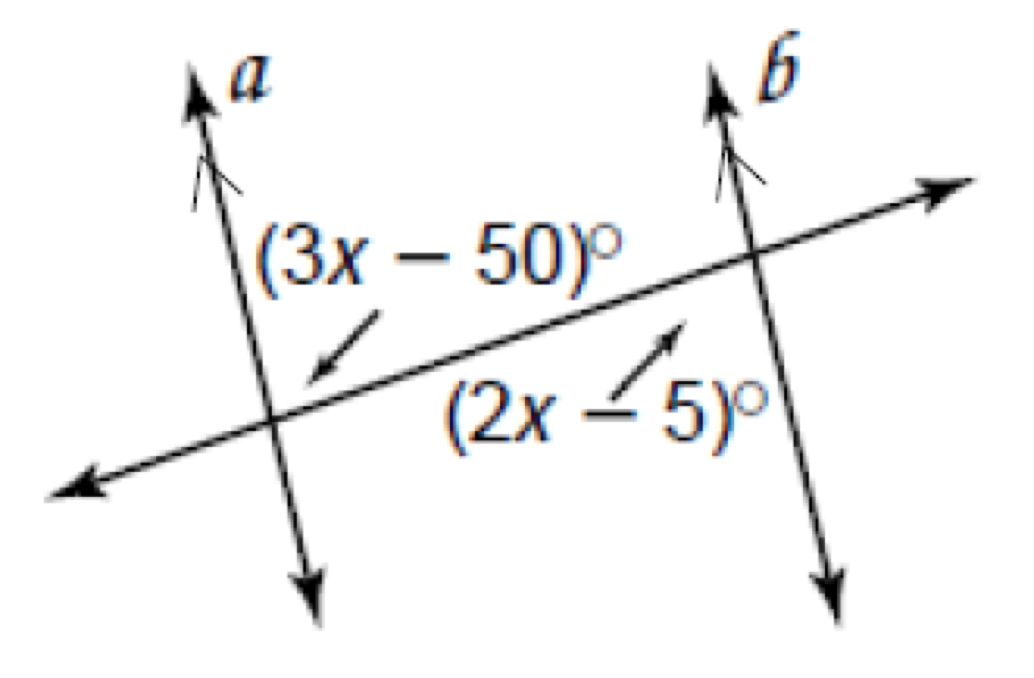 a
b
(3x – 50)°
(2x – 5)°